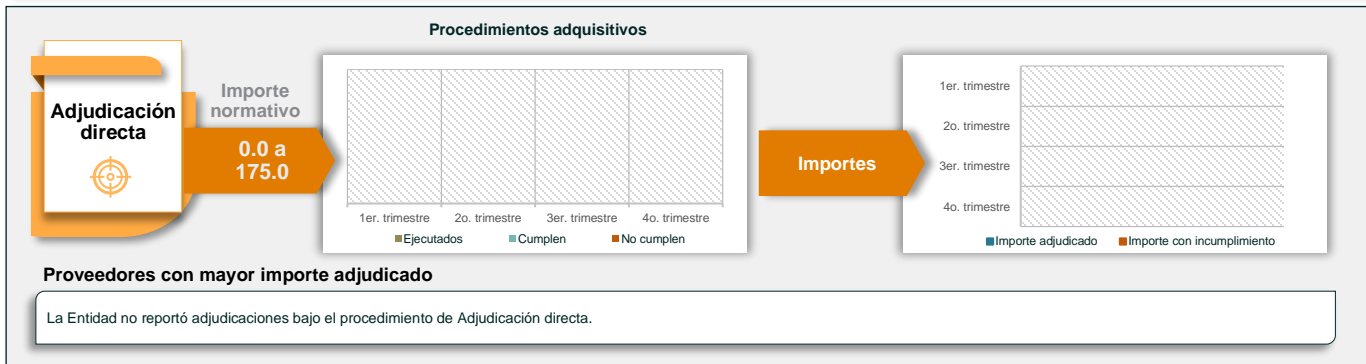 Procedimientos adquisitivos
Adjudicación
directa
Importe
normativo
0.0 a
175.0
1er. trimestre 2o. trimestre 3er. trimestre 4o. trimestre
Ejecutados Cumplen No cumplen
Importes
1er. trimestre
2o. trimestre
3er. trimestre
4o. trimestre
Importe adjudicado Importe con incumplimiento
Proveedores con mayor importe adjudicado
La Entidad no reportó adjudicaciones bajo el procedimiento de Adjudicación directa.